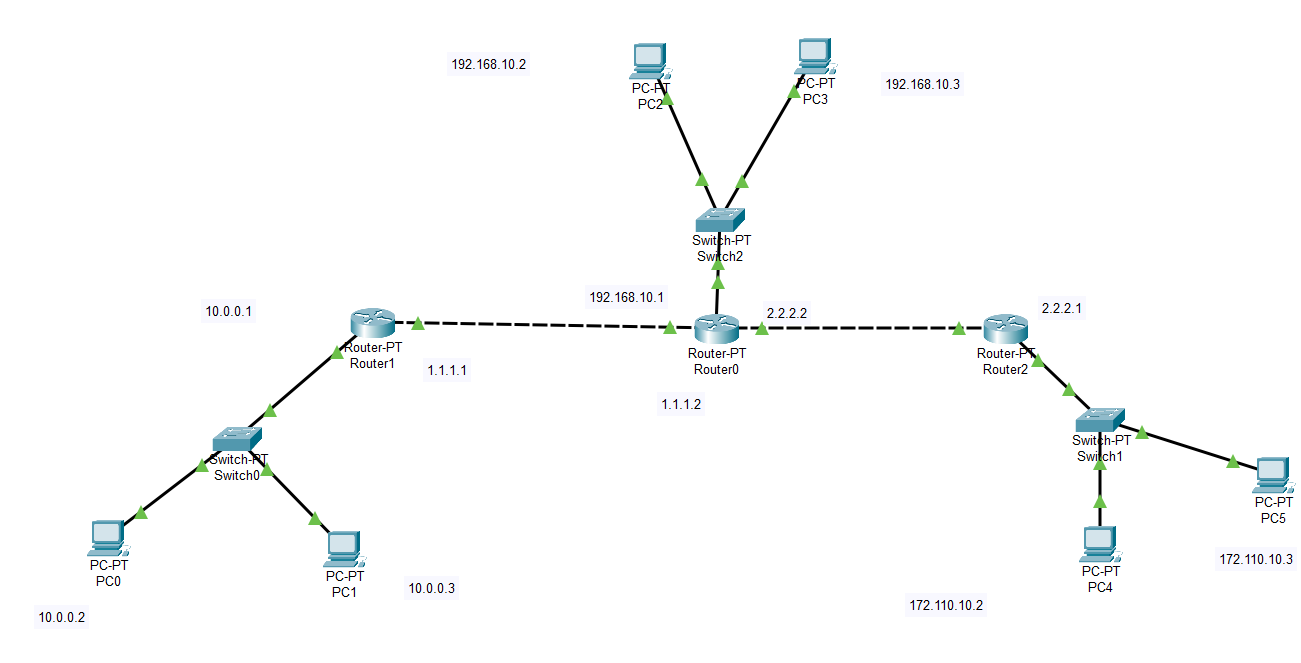 192.168.10.2
PC-PT
PC2
PC-PT
PC3
192.168.10.3
Switch-PT
Switch2
10.0.0.1
192.168.10.1
2.2.2.2
2.2.2.1
Router-PT
Router1
Router-PT
Router0
Router-PT
Router2
1.1.1.1
1.1.1.2
Switch-PT
Switch0
Switch-PT
Switch1
PC-PT
PC0
PC-PT
PC1
PC-PT
PC4
PC-PT
PC5
10.0.0.2
10.0.0.3
172.110.10.2
172.110.10.3